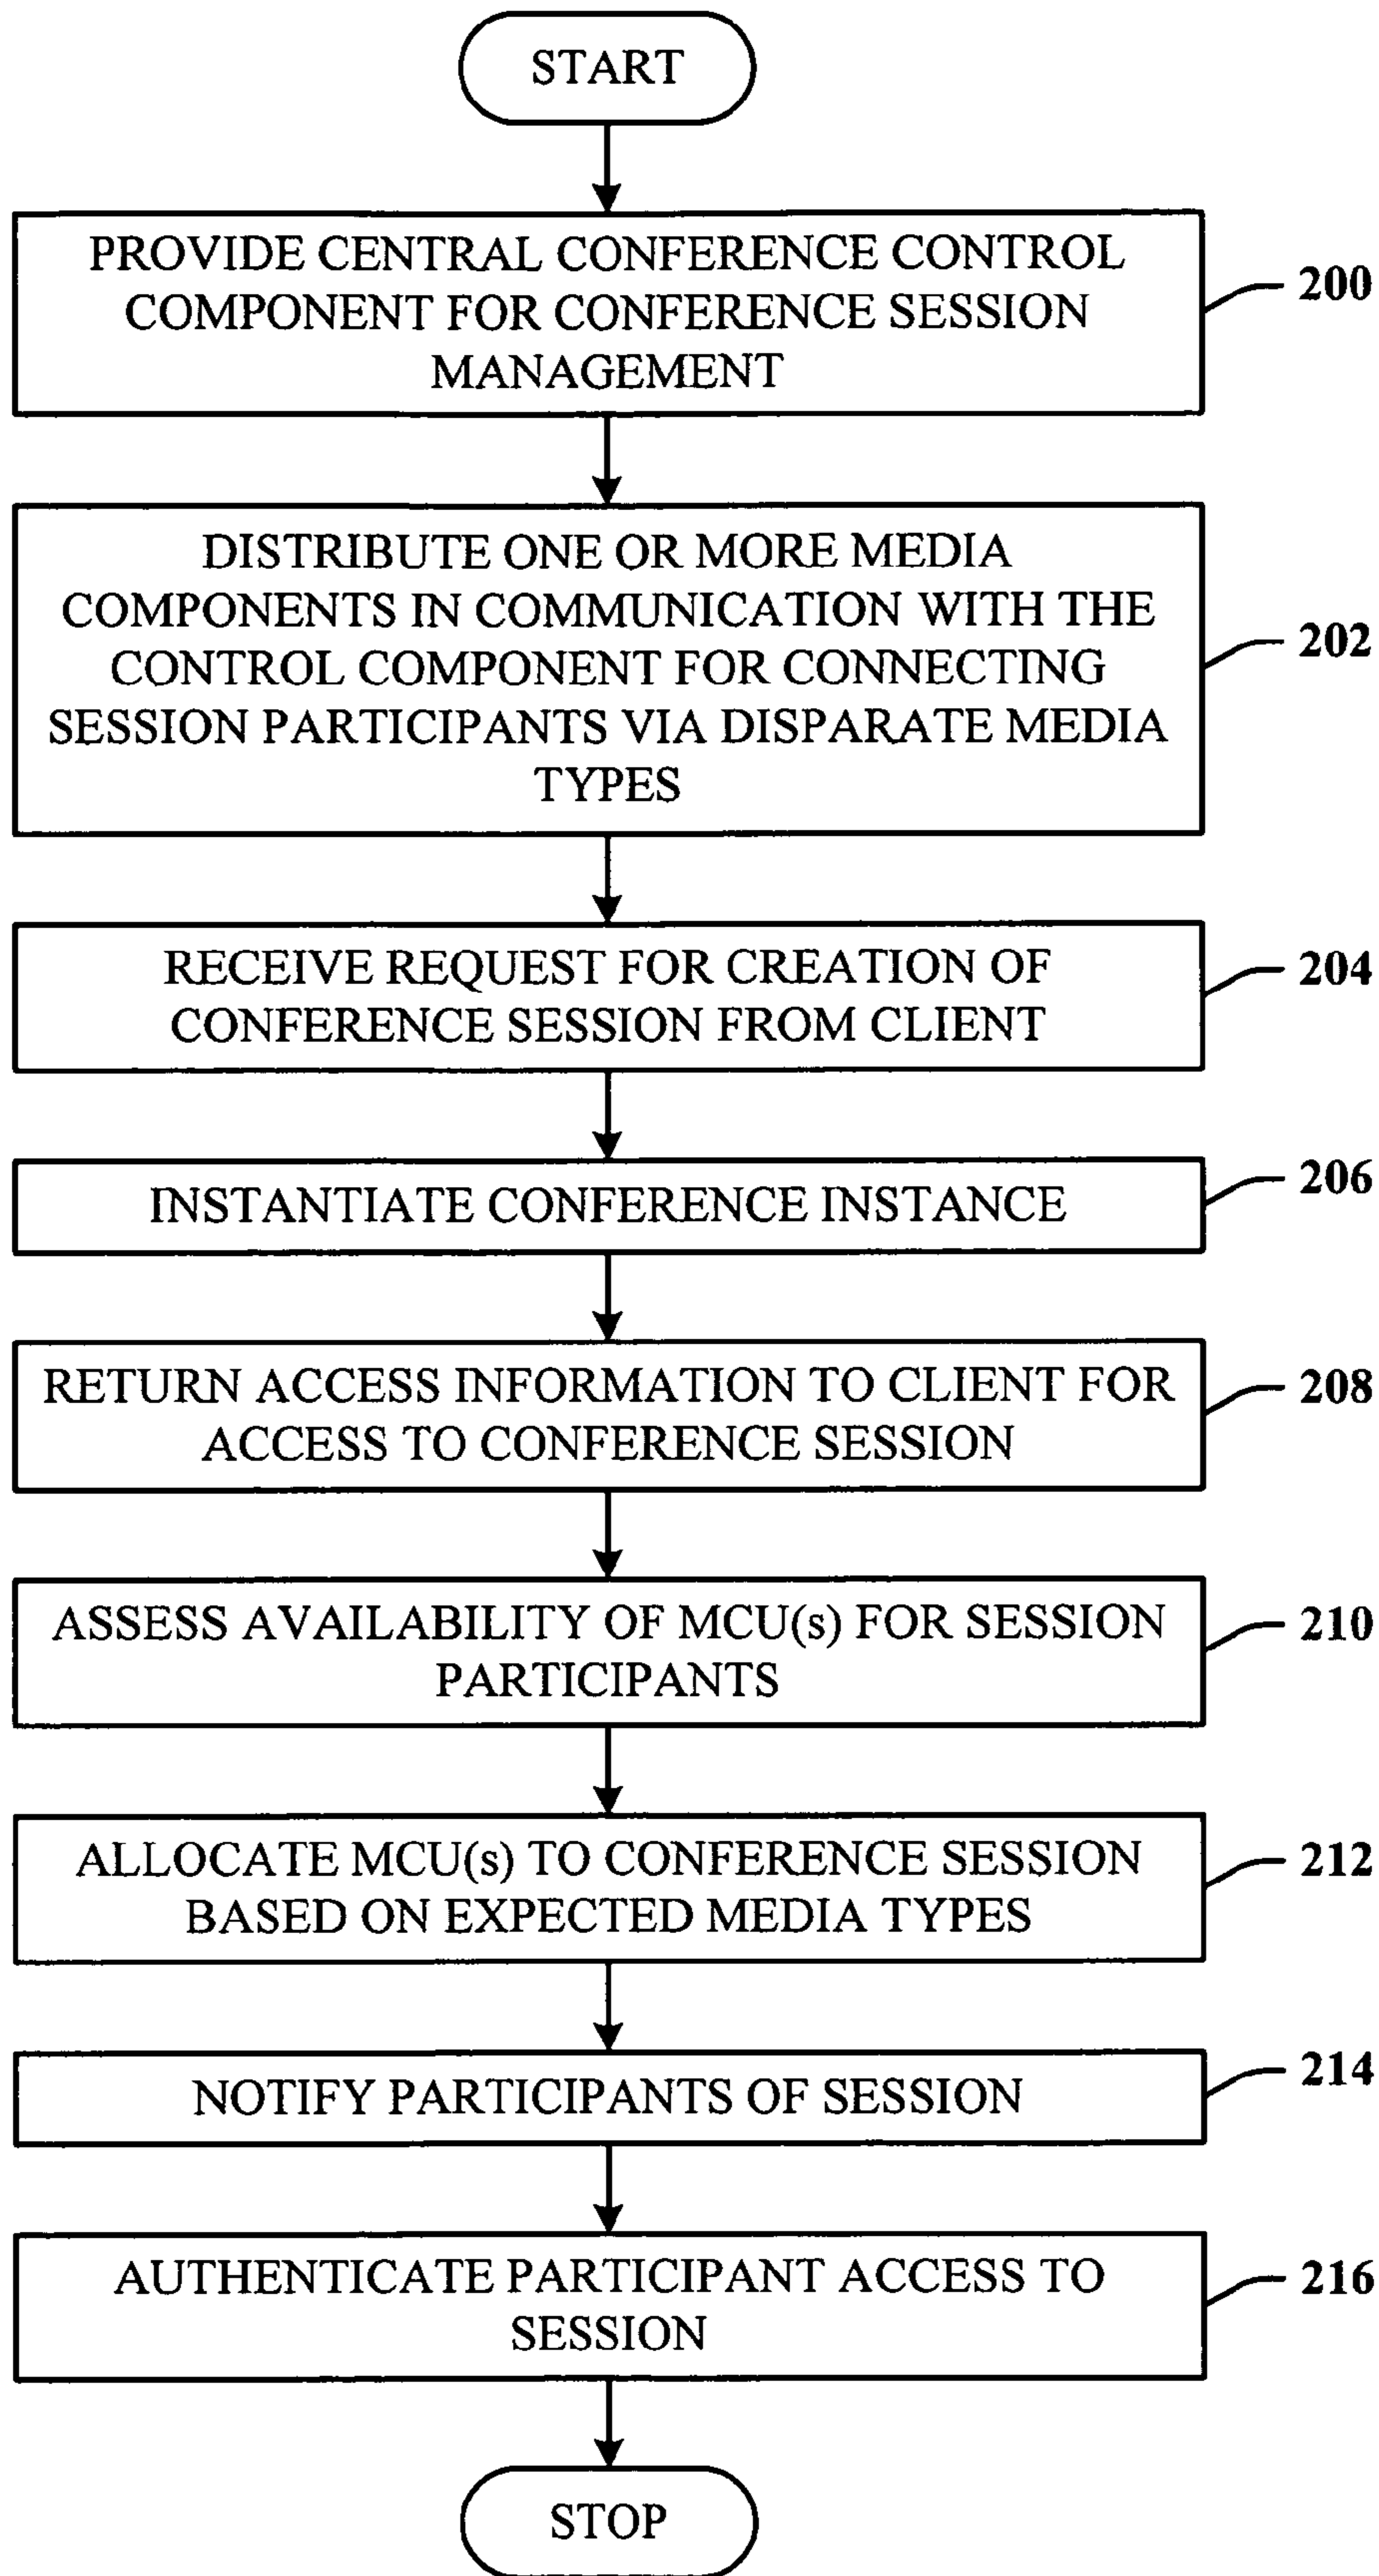 START
PROVIDE CENTRAL CONFERENCE CONTROL
COMPONENT FOR CONFERENCE SESSION
MANAGEMENT
200
DISTRIBUTE ONE OR MORE MEDIA
COMPONENTS IN COMMUNICATION WITH THE
CONTROL COMPONENT FOR CONNECTING
SESSION PARTICIPANTS VIA DISPARATE MEDIA
TYPES
202
RECEIVE REQUEST FOR CREATION OF
CONFERENCE SESSION FROM CLIENT
204
INSTANTIATE CONFERENCE INSTANCE
206
RETURN ACCESS INFORMATION TO CLIENT FOR
ACCESS TO CONFERENCE SESSION
208
ASSESS AVAILABILITY OF MCU(s) FOR SESSION
PARTICIPANTS
210
ALLOCATE MCU(s) TO CONFERENCE SESSION
BASED ON EXPECTED MEDIA TYPES
212
NOTIFY PARTICIPANTS OF SESSION
214
AUTHENTICATE PARTICIPANT ACCESS TO
SESSION
216
STOP